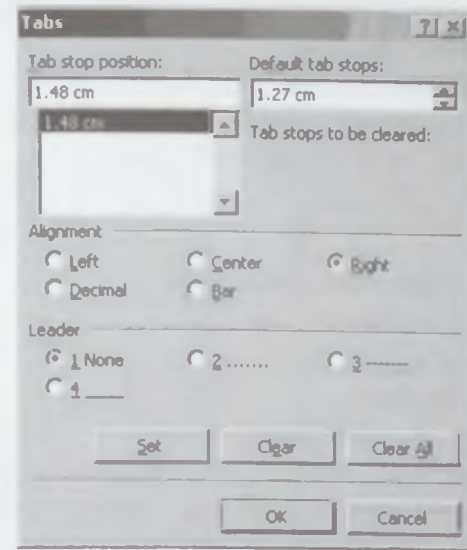 Tabs
Tab stop position:
Default tab stops:
1.48 cm
1.27 cm
1.48 cm
Tab stops to be cleared:
Alignment
Left
Center
Right
Decimal
Bar
Leader
1 None
2 .......
3 -------
4 ____
Set
Clear
Clear All
OK
Cancel